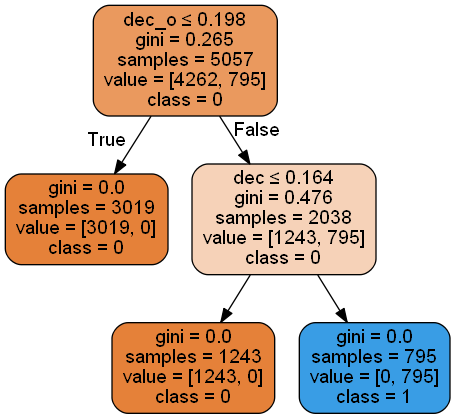 dec_o ≤ 0.198
gini = 0.265
samples = 5057
value = [4262, 795]
class = 0
True
False
gini = 0.0
samples = 3019
value = [3019, 0]
class = 0
dec ≤ 0.164
gini = 0.476
samples = 2038
value = [1243, 795]
class = 0
gini = 0.0
samples = 1243
value = [1243, 0]
class = 0
gini = 0.0
samples = 795
value = [0, 795]
class = 1